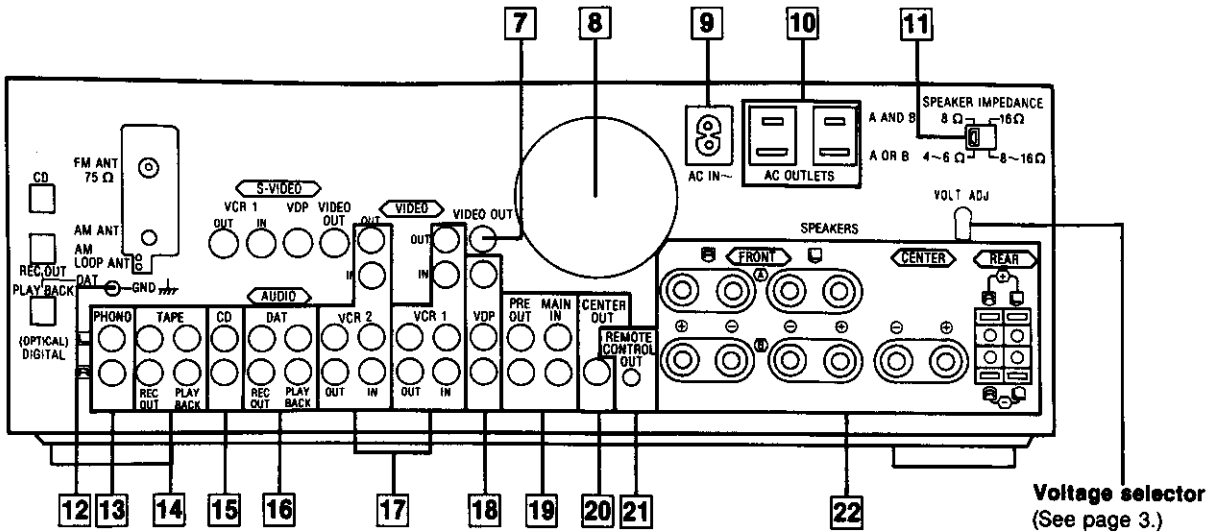 7 8 9 10 11
SPEAKER IMPEDANCE
A AND B 8 Ω 16 Ω
A OR B 4~6 Ω 8~16 Ω
AC IN~
AC OUTLETS
VOLT ADJ
FM ANT
75 Ω
CD
S-VIDEO
VCR 1 VDP VIDEO OUT
OUT IN
OUT
IN
VIDEO
OUT
IN
VIDEO OUT
AM ANT
AM
LOOP ANT
REC OUT
DAT
PLAY BACK
GND
(OPTICAL)
DIGITAL
AUDIO
PHONO TAPE CD DAT VCR 2 VCR 1 VDP
REC OUT PLAY BACK REC OUT PLAY BACK OUT IN OUT IN
PRE OUT MAIN IN
CENTER OUT
REMOTE CONTROL OUT
SPEAKERS
FRONT CENTER REAR
A
+ − − + − +
B
+
−
12 13 14 15 16 17 18 19 20 21 22
Voltage selector
(See page 3.)